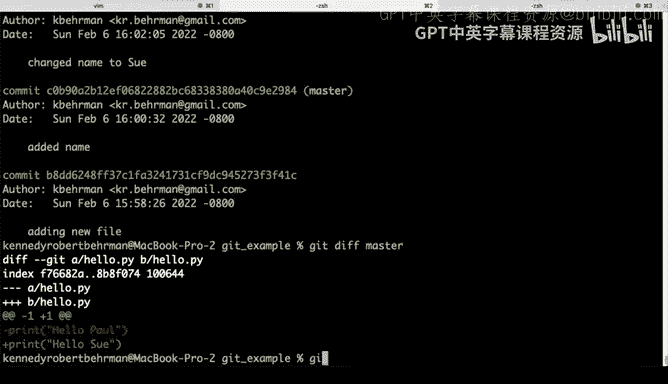 vim ⌘1 -zsh ⌘2 -zsh ⌘3
GPT中英字幕课程资源@bilibili
GPT中英字幕课程资源 bilibili
Author: kbehrman <kr.behrman@gmail.com>
Date:   Sun Feb 6 16:02:05 2022 -0800
changed name to Sue
commit c0b90a2b12ef06822882bc68338380a40c9e2984 (master)
Author: kbehrman <kr.behrman@gmail.com>
Date:   Sun Feb 6 16:00:32 2022 -0800
added name
commit b8dd6248ff37c1fa3241731cf9dc945273f3f41c
Author: kbehrman <kr.behrman@gmail.com>
Date:   Sun Feb 6 15:58:26 2022 -0800
adding new file
kennedyrobertbehrman@MacBook-Pro-2 git_example % git diff master
diff --git a/hello.py b/hello.py
index f76682a..8b8f074 100644
--- a/hello.py
+++ b/hello.py
@@ -1 +1 @@
-print("Hello Paul")
+print("Hello Sue")
kennedyrobertbehrman@MacBook-Pro-2 git_example % gi